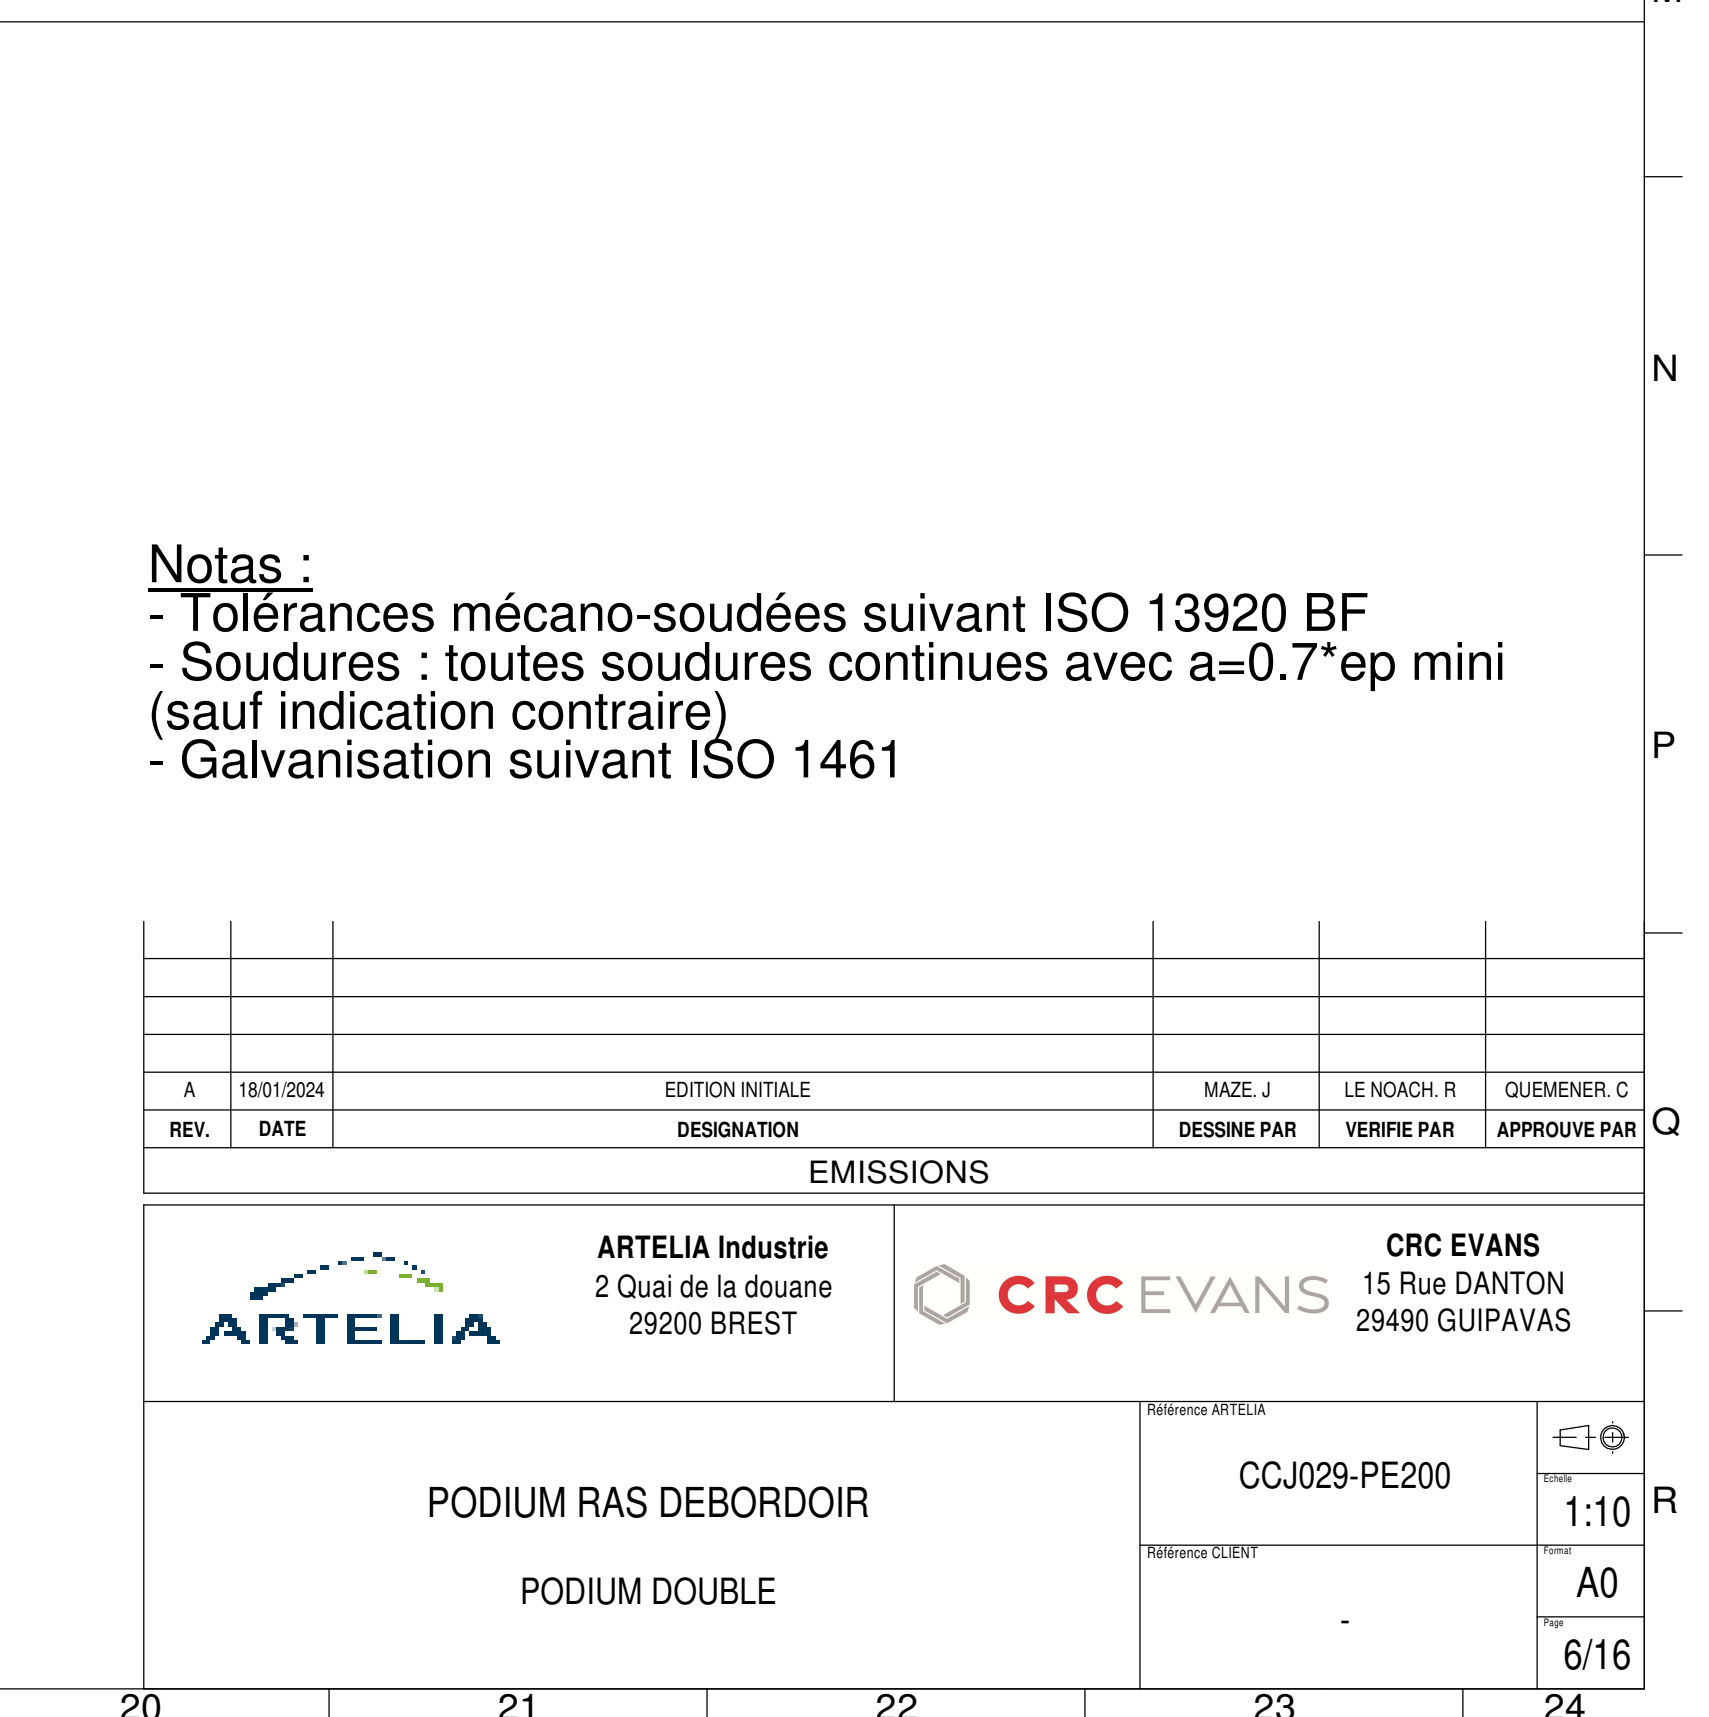 N
Notas :
- Tolérances mécano-soudées suivant ISO 13920 BF
- Soudures : toutes soudures continues avec a=0.7*ep mini
(sauf indication contraire)
- Galvanisation suivant ISO 1461
P
A 18/01/2024 EDITION INITIALE MAZE. J LE NOACH. R QUEMENER. C
REV. DATE DESIGNATION DESSINE PAR VERIFIE PAR APPROUVE PAR
Q
EMISSIONS
ARTELIA
ARTELIA Industrie
2 Quai de la douane
29200 BREST
CRC EVANS
CRC EVANS
15 Rue DANTON
29490 GUIPAVAS
PODIUM RAS DEBORDOIR
PODIUM DOUBLE
Référence ARTELIA
CCJ029-PE200
Référence CLIENT
-
Echelle
1:10
Format
A0
Page
6/16
R
20 21 22 23 24